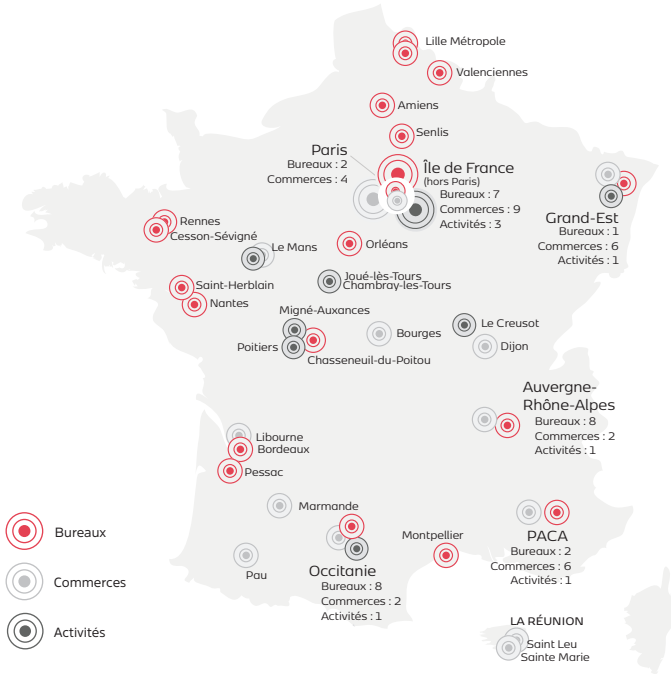 Lille Métropole
Valenciennes
Amiens
Senlis
Paris
Bureaux : 2
Commerces : 4
Île de France
(hors Paris)
Bureaux : 7
Commerces : 9
Activités : 3
Grand-Est
Bureaux : 1
Commerces : 6
Activités : 1
Rennes
Cesson-Sévigné
Le Mans
Orléans
Joué-lès-Tours
Chambray-les-Tours
Saint-Herblain
Nantes
Migné-Auxances
Poitiers
Chasseneuil-du-Poitou
Bourges
Le Creusot
Dijon
Auvergne-
Rhône-Alpes
Bureaux : 8
Commerces : 2
Activités : 1
Libourne
Bordeaux
Pessac
Marmande
Pau
Occitanie
Bureaux : 8
Commerces : 2
Activités : 1
Montpellier
PACA
Bureaux : 2
Commerces : 6
Activités : 1
LA RÉUNION
Saint Leu
Sainte Marie
Bureaux
Commerces
Activités